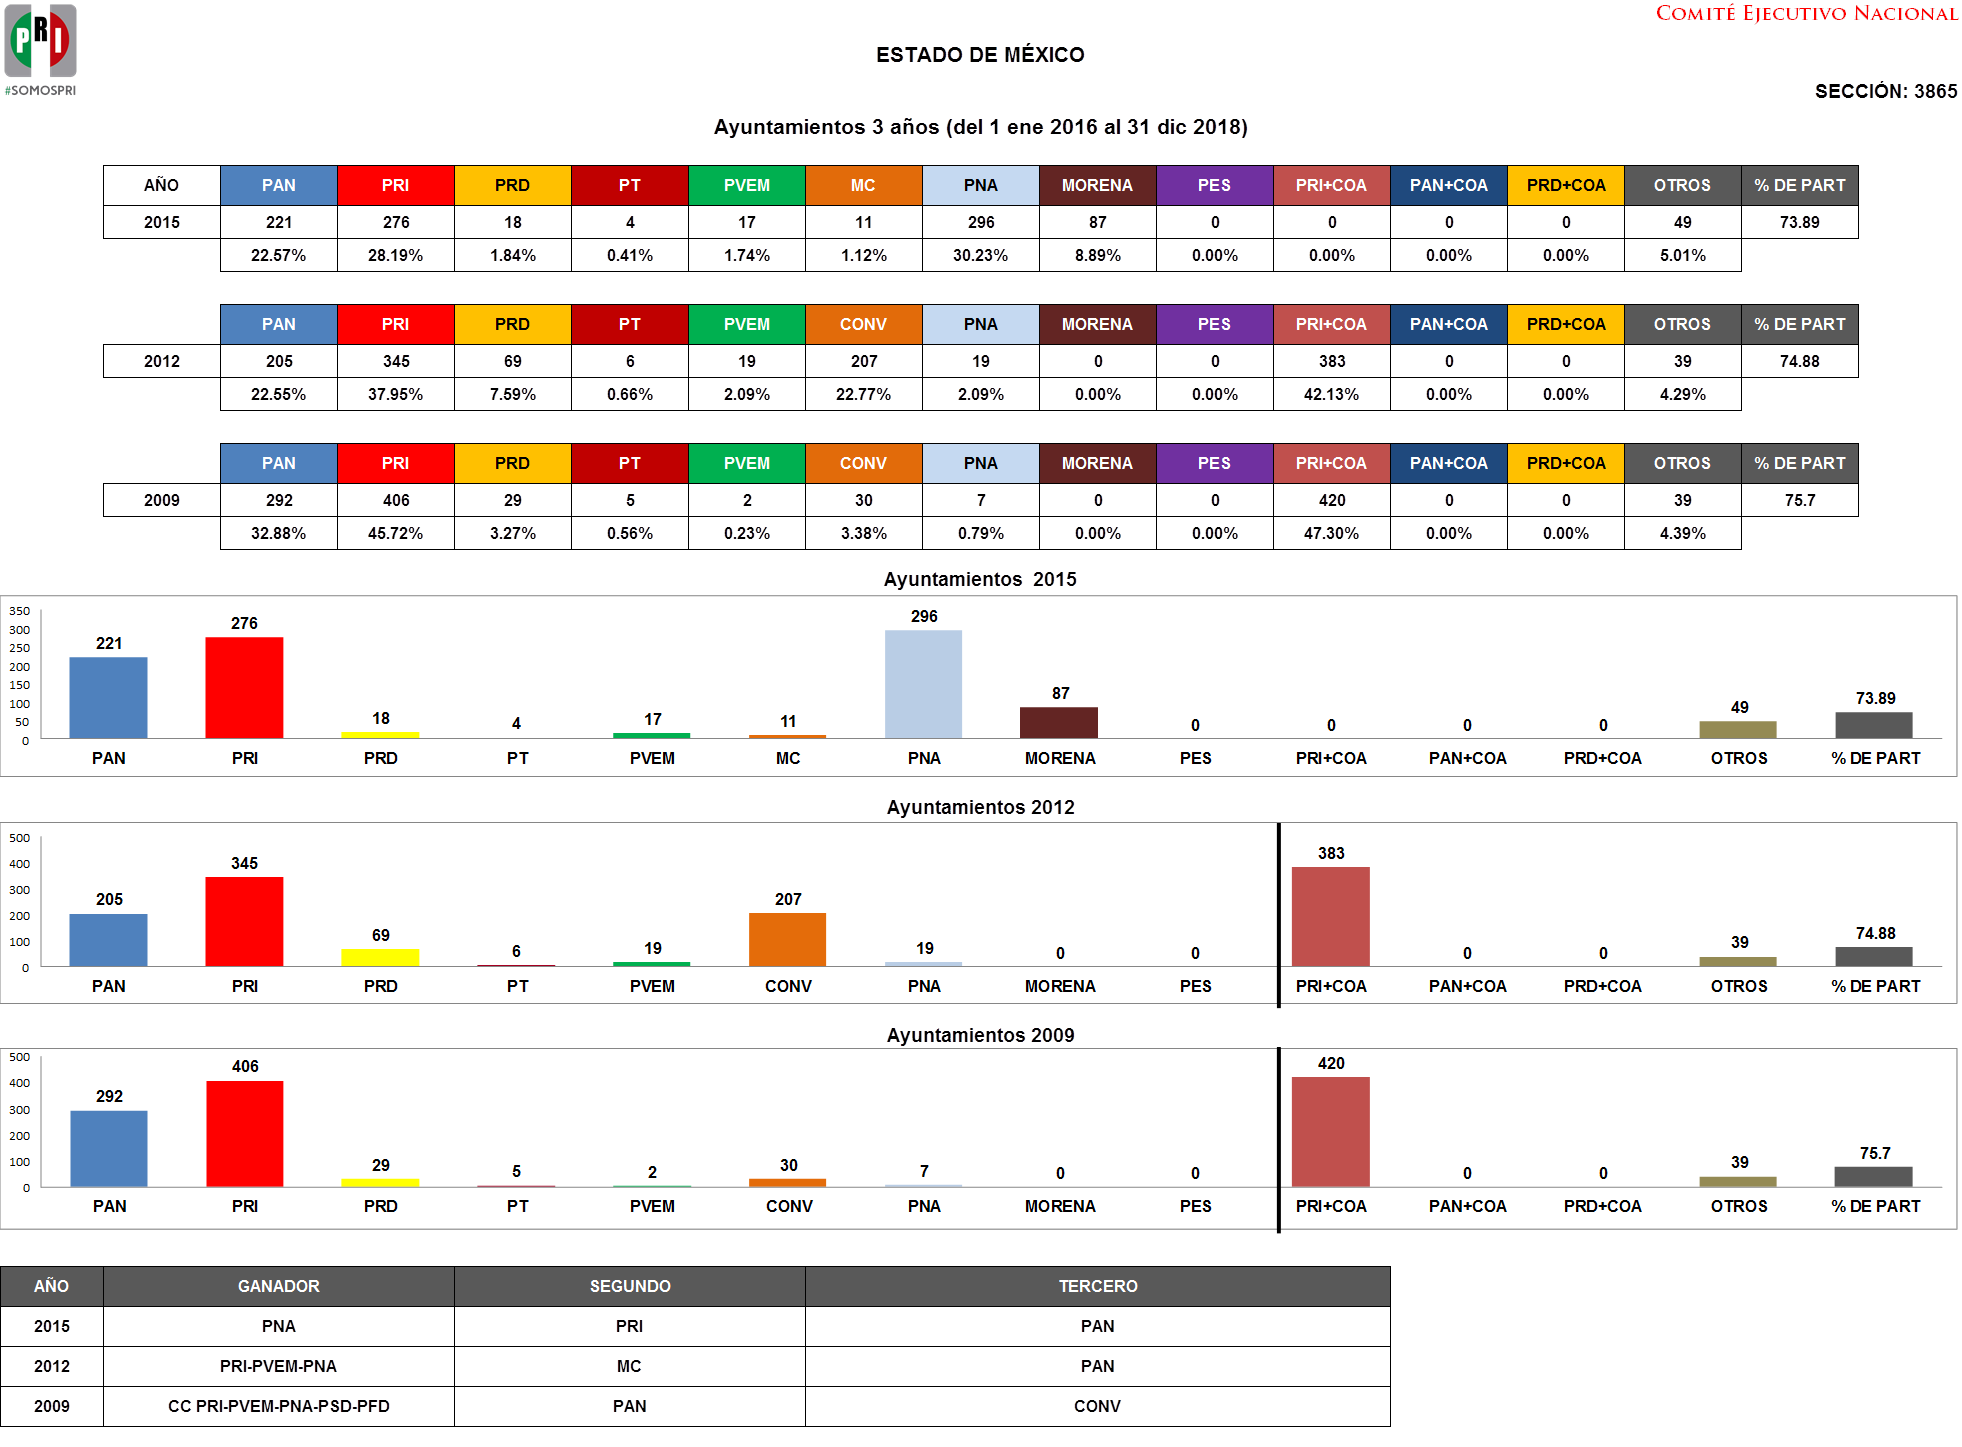 PRI
#SOMOSPRI
COMITÉ EJECUTIVO NACIONAL
ESTADO DE MÉXICO
SECCIÓN: 3865
Ayuntamientos 3 años (del 1 ene 2016 al 31 dic 2018)
AÑO PAN PRI PRD PT PVEM MC PNA MORENA PES PRI+COA PAN+COA PRD+COA OTROS % DE PART
2015 221 276 18 4 17 11 296 87 0 0 0 0 49 73.89
22.57% 28.19% 1.84% 0.41% 1.74% 1.12% 30.23% 8.89% 0.00% 0.00% 0.00% 0.00% 5.01%
PAN PRI PRD PT PVEM CONV PNA MORENA PES PRI+COA PAN+COA PRD+COA OTROS % DE PART
2012 205 345 69 6 19 207 19 0 0 383 0 0 39 74.88
22.55% 37.95% 7.59% 0.66% 2.09% 22.77% 2.09% 0.00% 0.00% 42.13% 0.00% 0.00% 4.29%
PAN PRI PRD PT PVEM CONV PNA MORENA PES PRI+COA PAN+COA PRD+COA OTROS % DE PART
2009 292 406 29 5 2 30 7 0 0 420 0 0 39 75.7
32.88% 45.72% 3.27% 0.56% 0.23% 3.38% 0.79% 0.00% 0.00% 47.30% 0.00% 0.00% 4.39%
Ayuntamientos 2015
350
300
250
200
150
100
50
0
221 276 18 4 17 11 296 87 0 0 0 0 49 73.89
PAN PRI PRD PT PVEM MC PNA MORENA PES PRI+COA PAN+COA PRD+COA OTROS % DE PART
Ayuntamientos 2012
500
400
300
200
100
0
205 345 69 6 19 207 19 0 0 383 0 0 39 74.88
PAN PRI PRD PT PVEM CONV PNA MORENA PES PRI+COA PAN+COA PRD+COA OTROS % DE PART
Ayuntamientos 2009
500
400
300
200
100
0
292 406 29 5 2 30 7 0 0 420 0 0 39 75.7
PAN PRI PRD PT PVEM CONV PNA MORENA PES PRI+COA PAN+COA PRD+COA OTROS % DE PART
AÑO GANADOR SEGUNDO TERCERO
2015 PNA PRI PAN
2012 PRI-PVEM-PNA MC PAN
2009 CC PRI-PVEM-PNA-PSD-PFD PAN CONV